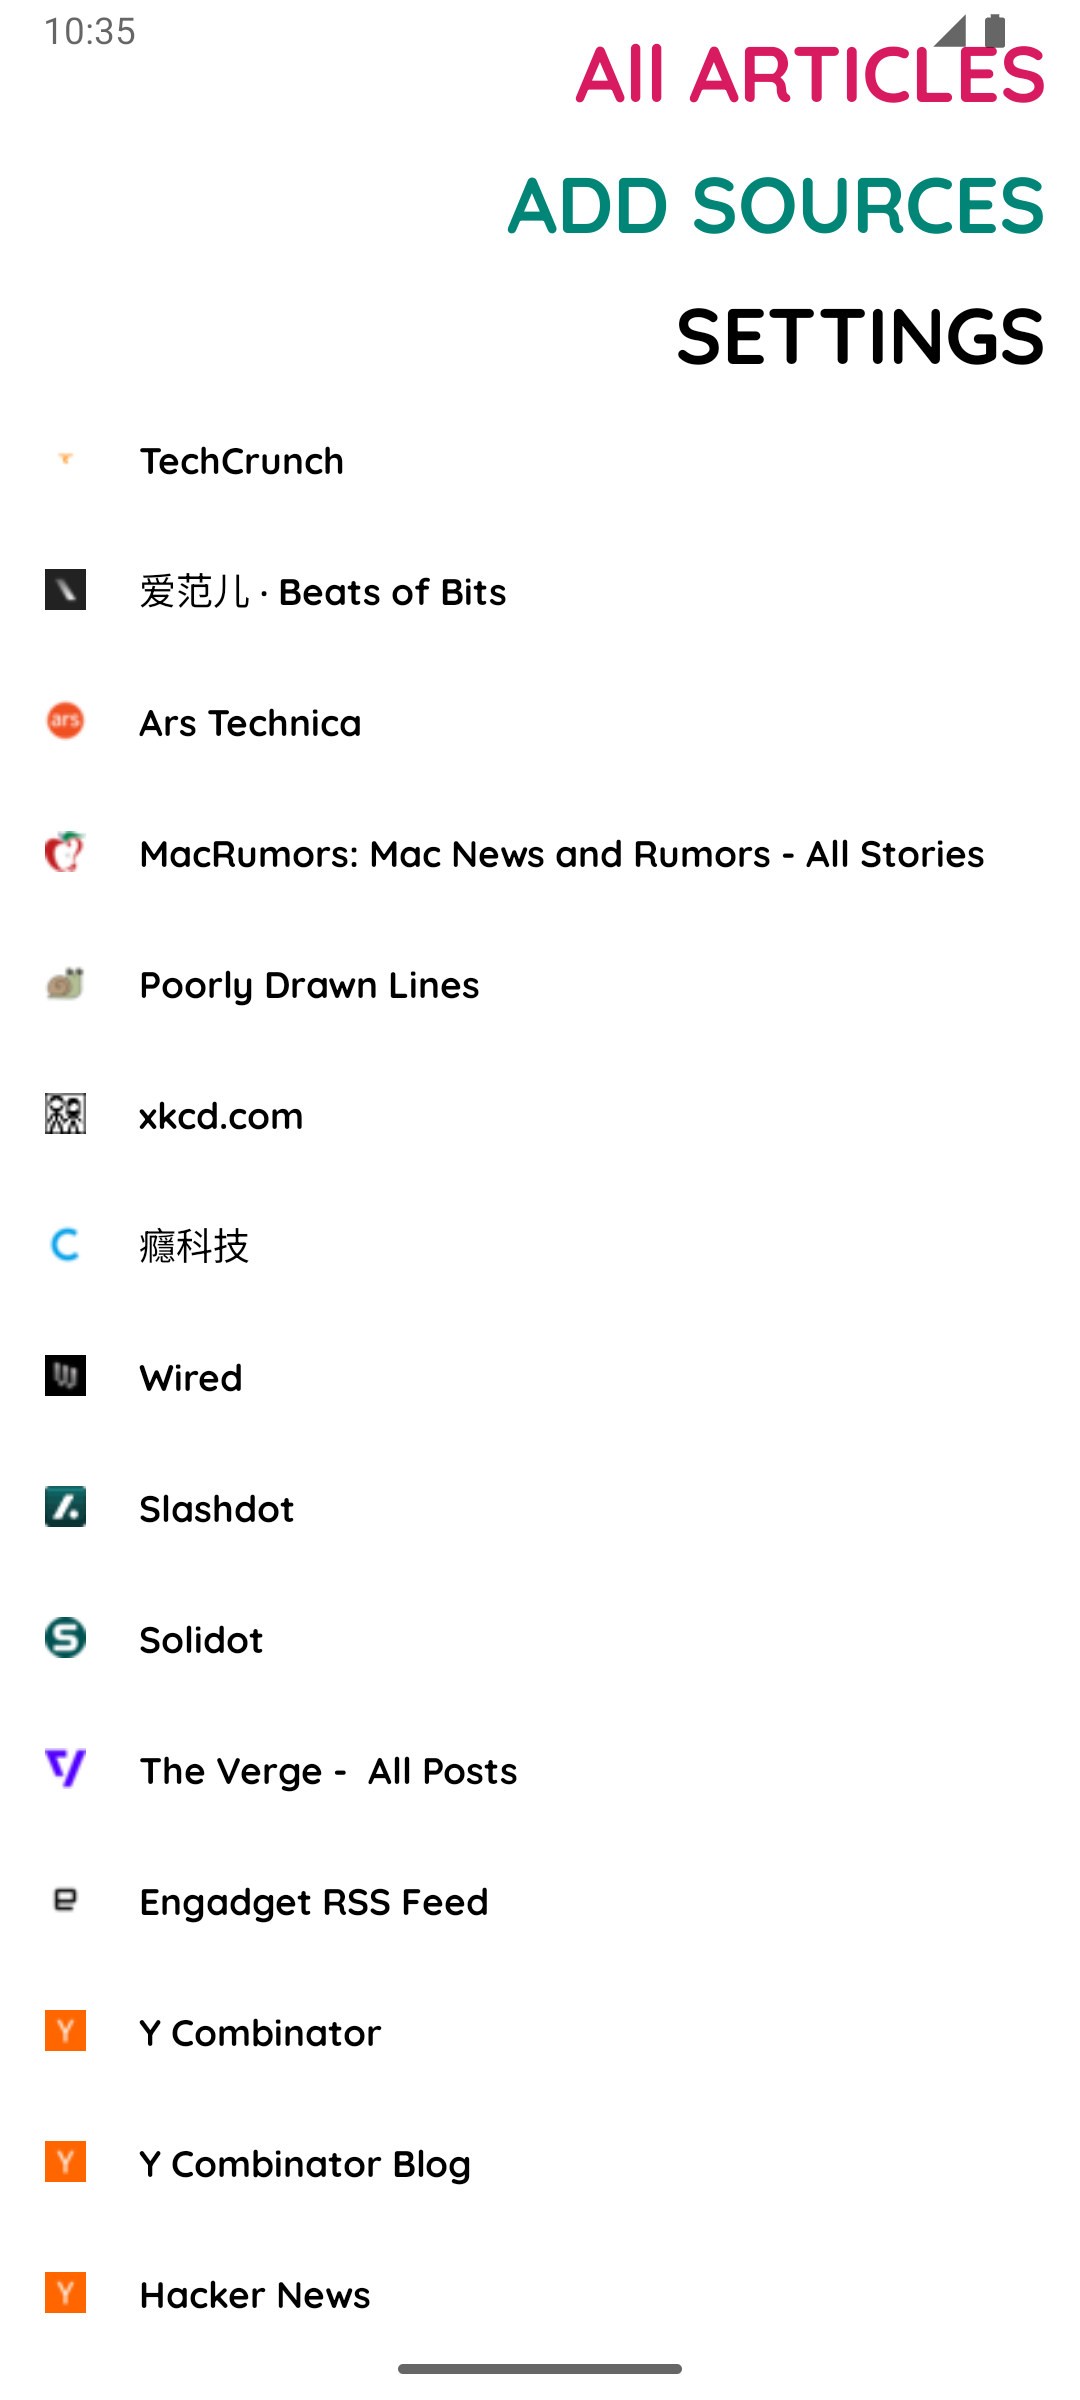 10:35
All ARTICLES
ADD SOURCES
SETTINGS
TechCrunch
爱范儿 · Beats of Bits
ars
Ars Technica
MacRumors: Mac News and Rumors - All Stories
Poorly Drawn Lines
xkcd.com
癮科技
Wired
Slashdot
Solidot
The Verge -  All Posts
Engadget RSS Feed
Y Combinator
Y Combinator Blog
Hacker News